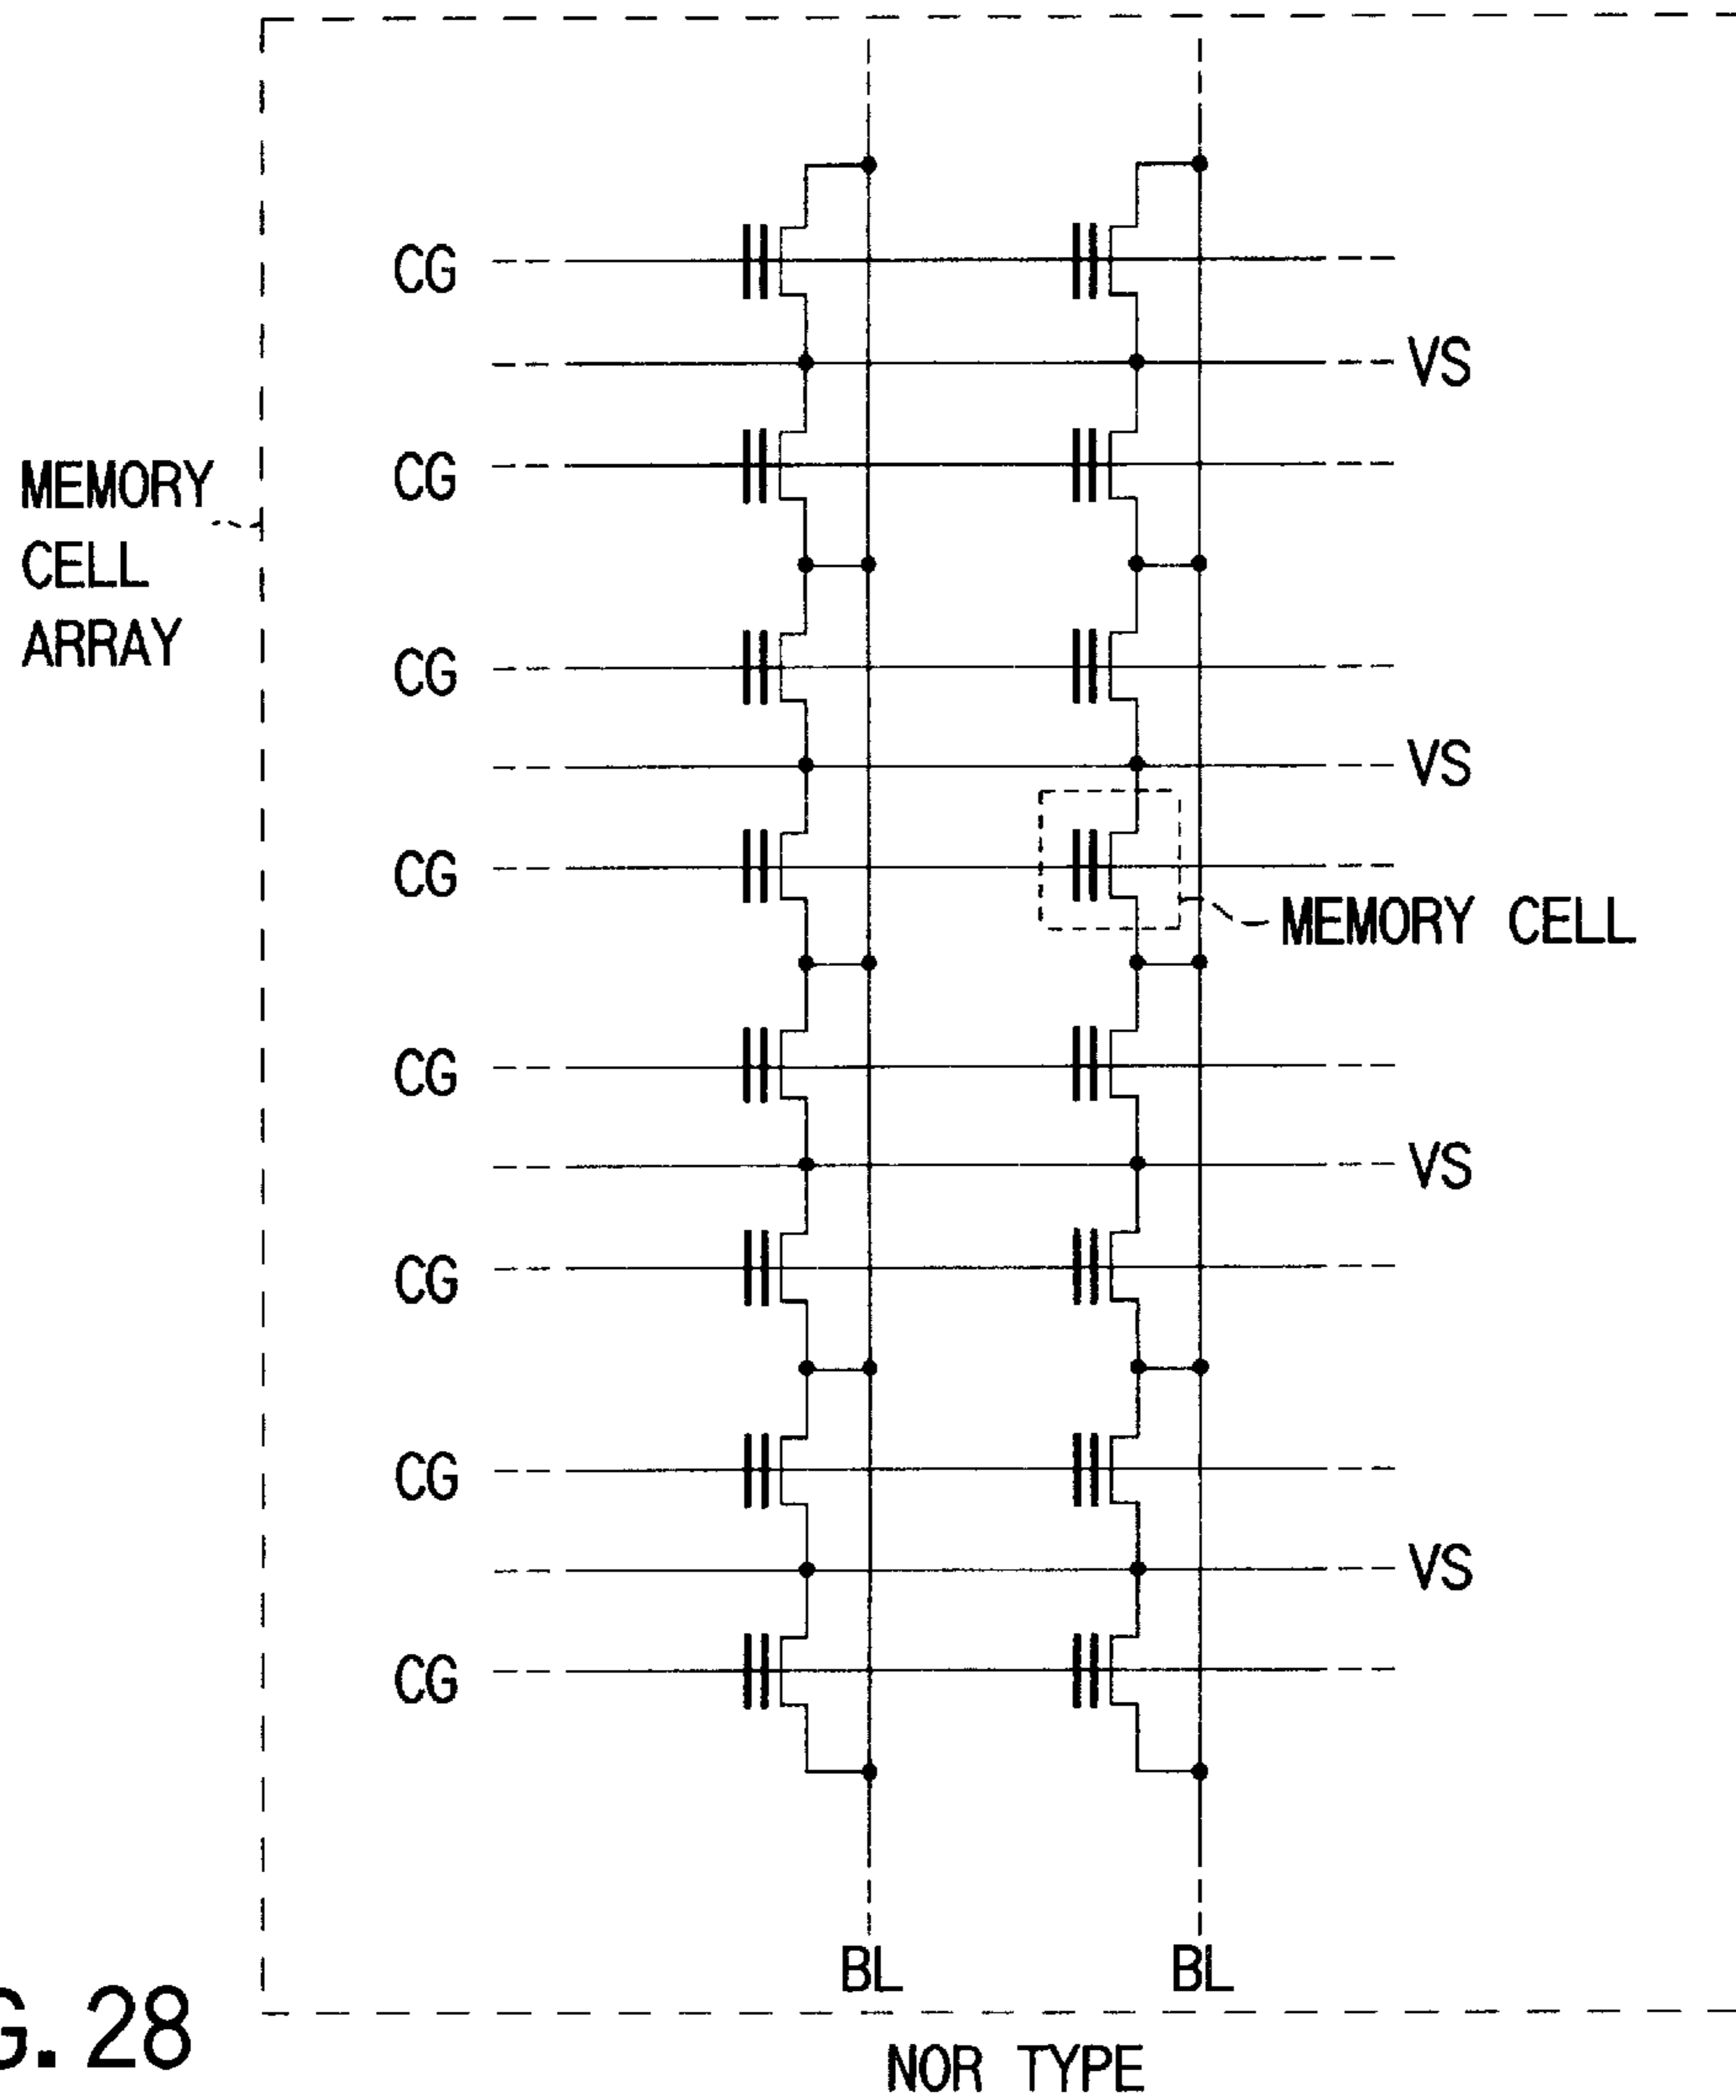 CG
VS
CG
MEMORY
CELL
ARRAY
CG
VS
CG
MEMORY CELL
CG
VS
CG
CG
VS
CG
BL BL
G.28
NOR TYPE